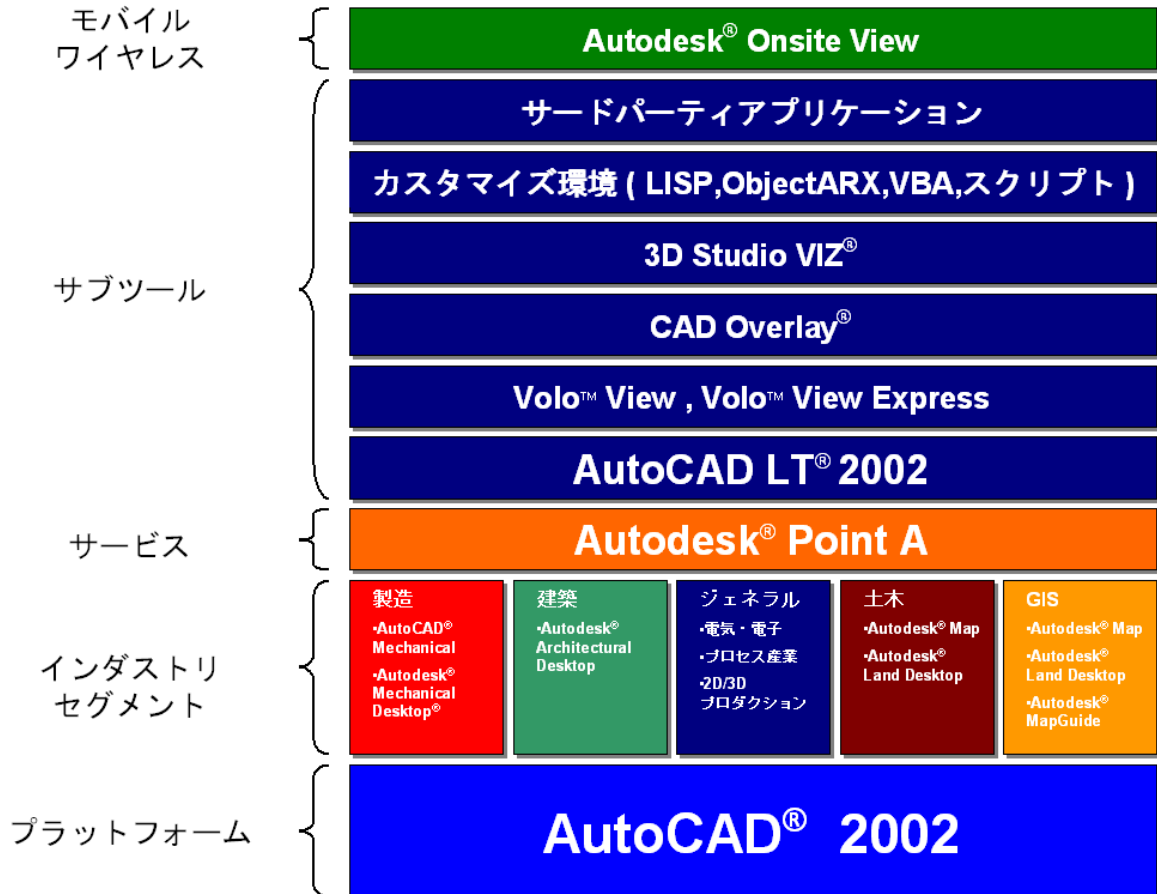 モバイル
ワイヤレス
Autodesk® Onsite View
サブツール
サードパーティアプリケーション
カスタマイズ環境 ( LISP,ObjectARX,VBA,スクリプト )
3D Studio VIZ®
CAD Overlay®
Volo™ View , Volo™ View Express
AutoCAD LT® 2002
サービス
Autodesk® Point A
インダストリ
セグメント
製造
•AutoCAD®
Mechanical
•Autodesk®
Mechanical
Desktop®
建築
•Autodesk®
Architectural
Desktop
ジェネラル
•電気・電子
•プロセス産業
•2D/3D
プロダクション
土木
•Autodesk® Map
•Autodesk®
Land Desktop
GIS
•Autodesk® Map
•Autodesk®
Land Desktop
•Autodesk®
MapGuide
プラットフォーム
AutoCAD® 2002